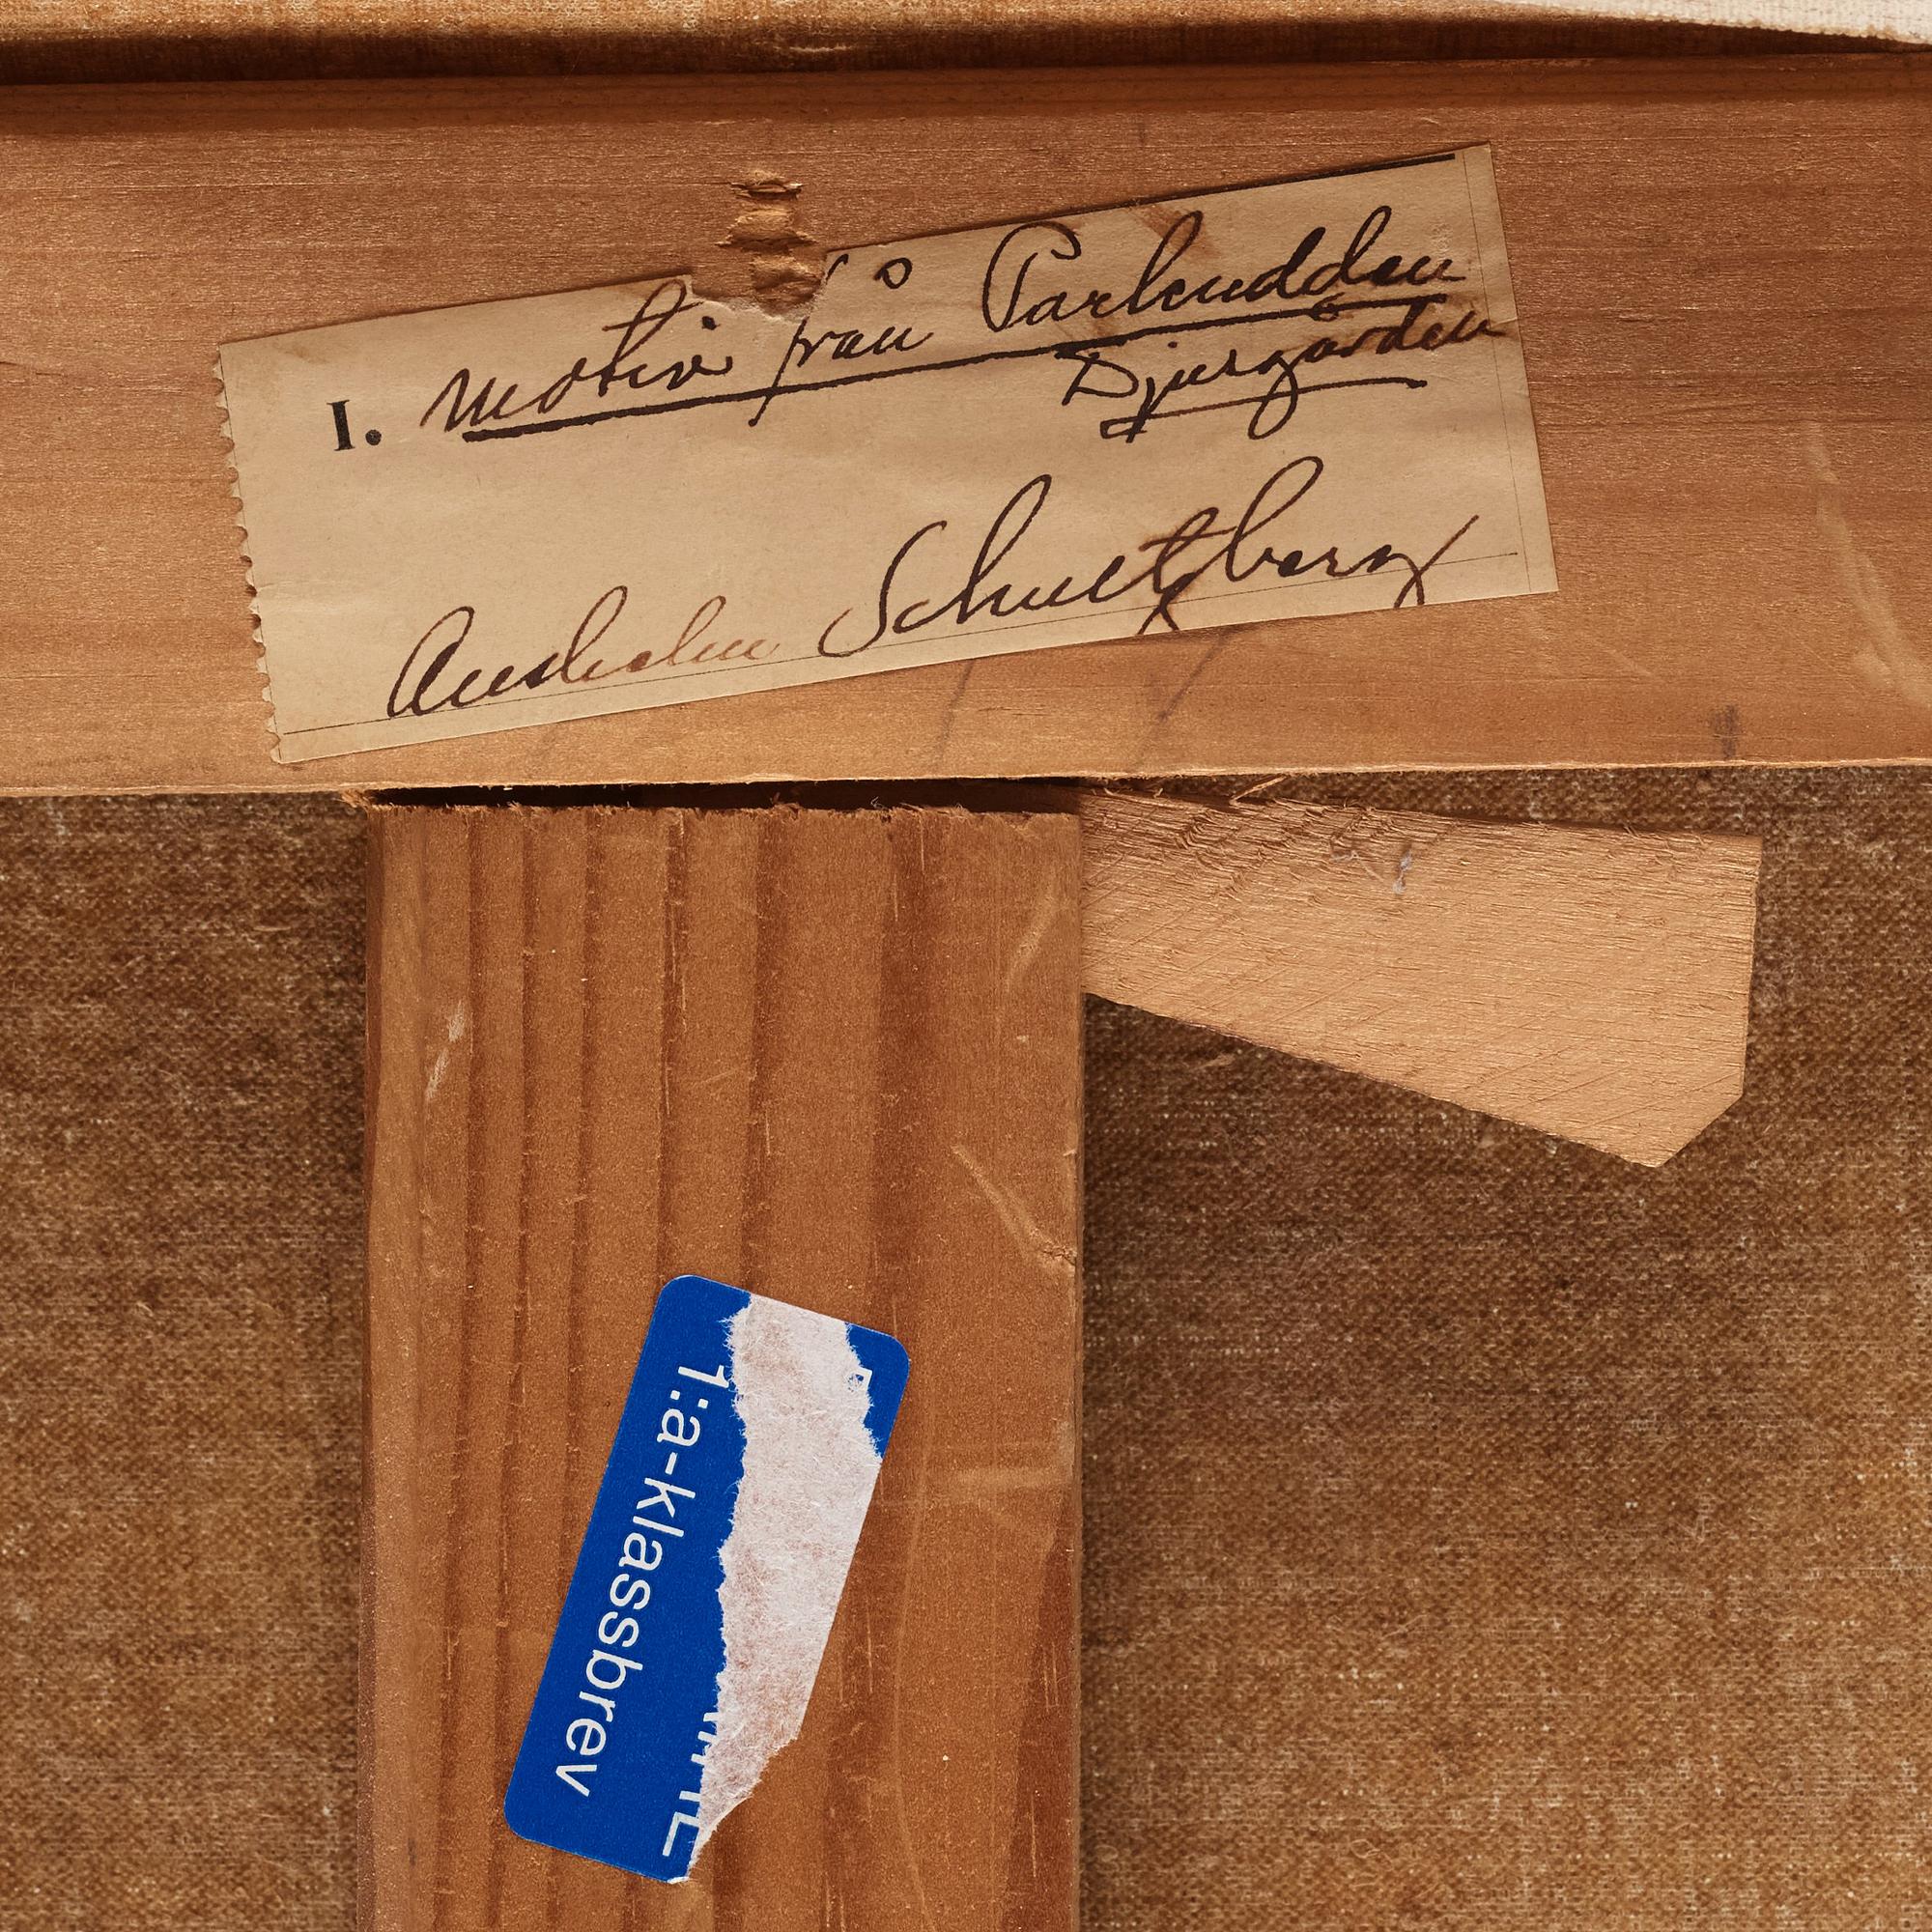 I. Motiv från Parkudden
Djurgården
Anshelm Schultzberg
1:a-klassbrev